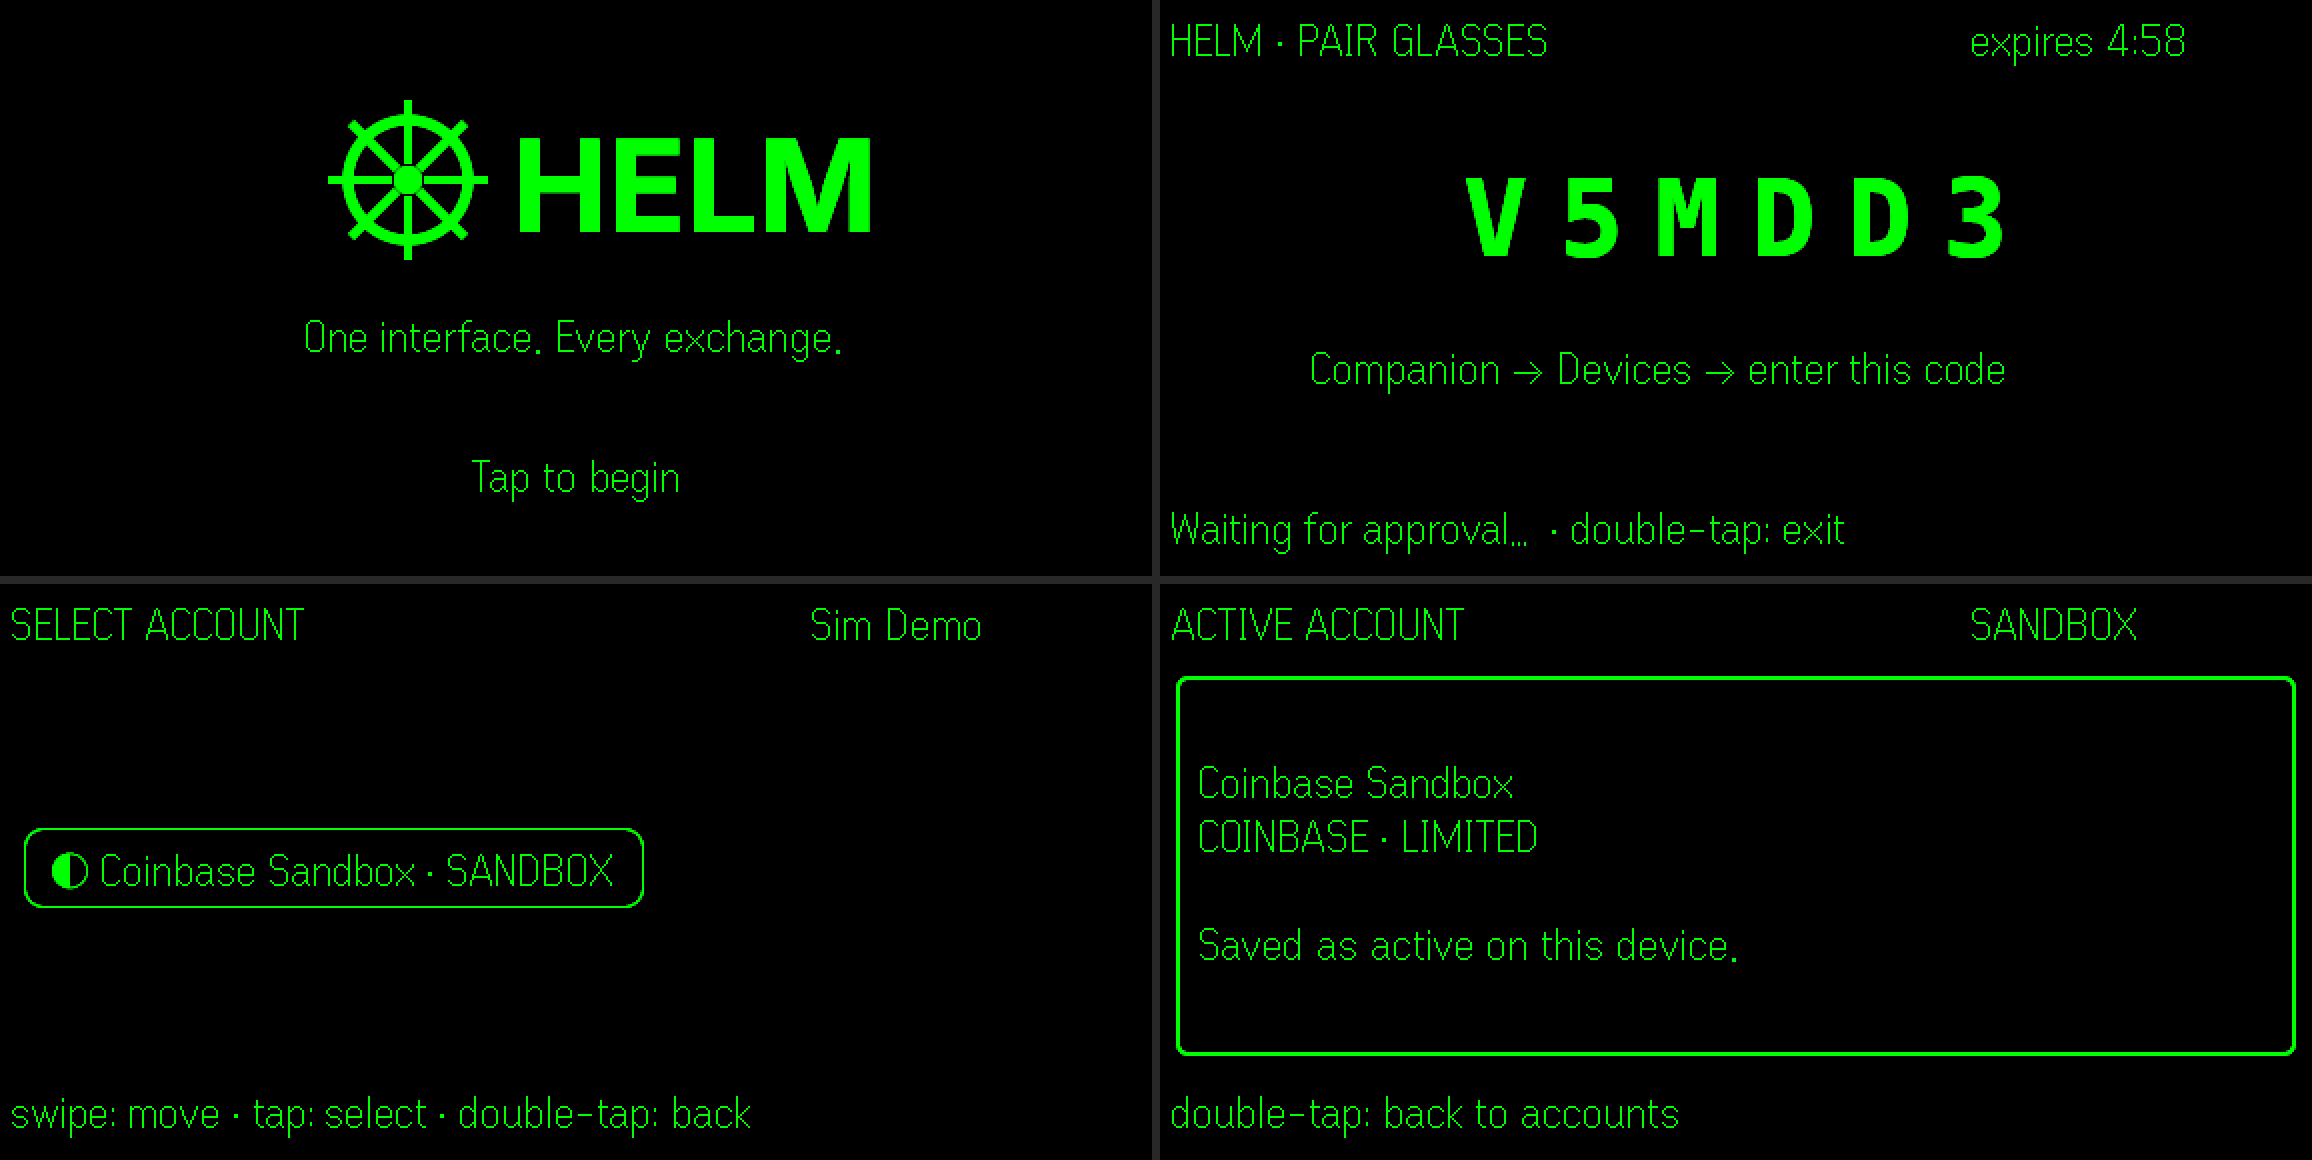 HELM
One interface. Every exchange.
Tap to begin
HELM · PAIR GLASSES
expires 4:58
V5MDD3
Companion → Devices → enter this code
Waiting for approval... · double-tap: exit
SELECT ACCOUNT
Sim Demo
Coinbase Sandbox · SANDBOX
swipe: move · tap: select · double-tap: back
ACTIVE ACCOUNT
SANDBOX
Coinbase Sandbox
COINBASE · LIMITED
Saved as active on this device.
double-tap: back to accounts